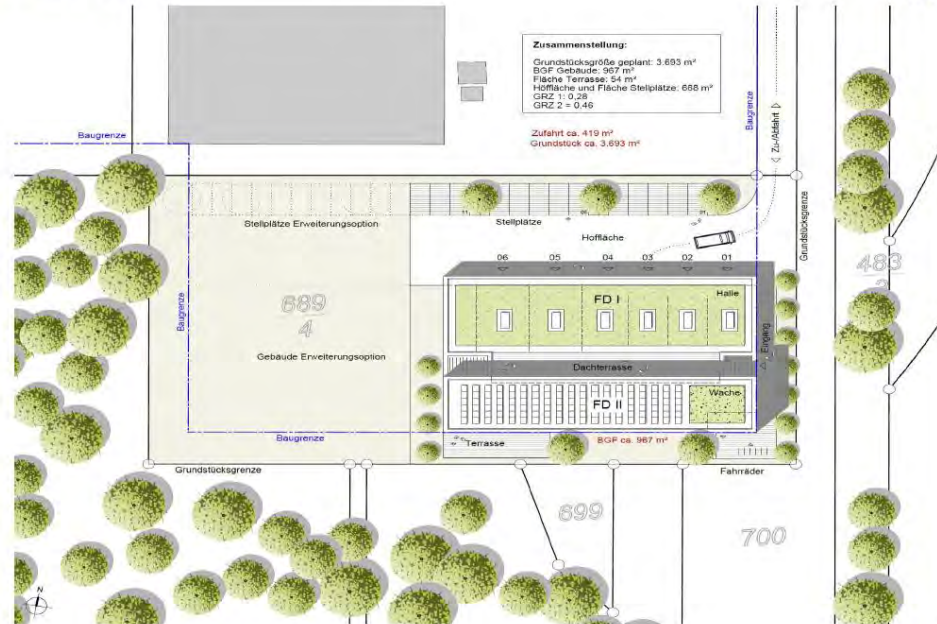 Zusammenstellung:
Grundstücksgröße geplant: 3.693 m²
BGF Gebäude: 967 m²
Fläche Terrasse: 54 m²
Höffläche und Fläche Stellplätze: 668 m²
GRZ 1: 0,28
GRZ 2 = 0,46
Zufahrt ca. 419 m²
Grundstück ca. 3.693 m²
Baugrenze
Baugrenze
Zu-/Abfahrt
Stellplätze Erweiterungsoption
Stellplätze
Hoffläche
Grundstücksgrenze
06 05 04 03 02 01
483
FD I
Halle
689
4
Baugrenze
Eingang
Gebäude Erweiterungsoption
Dachterrasse
Wache
FD II
Baugrenze
Terrasse
BGF ca. 967 m²
Grundstücksgrenze
Fahrräder
699
700
N